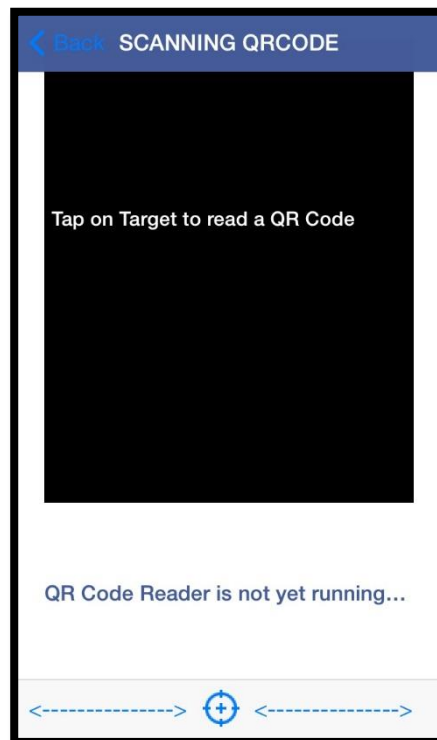 Back SCANNING QRCODE
Tap on Target to read a QR Code
QR Code Reader is not yet running...
<---------------> <--------------->